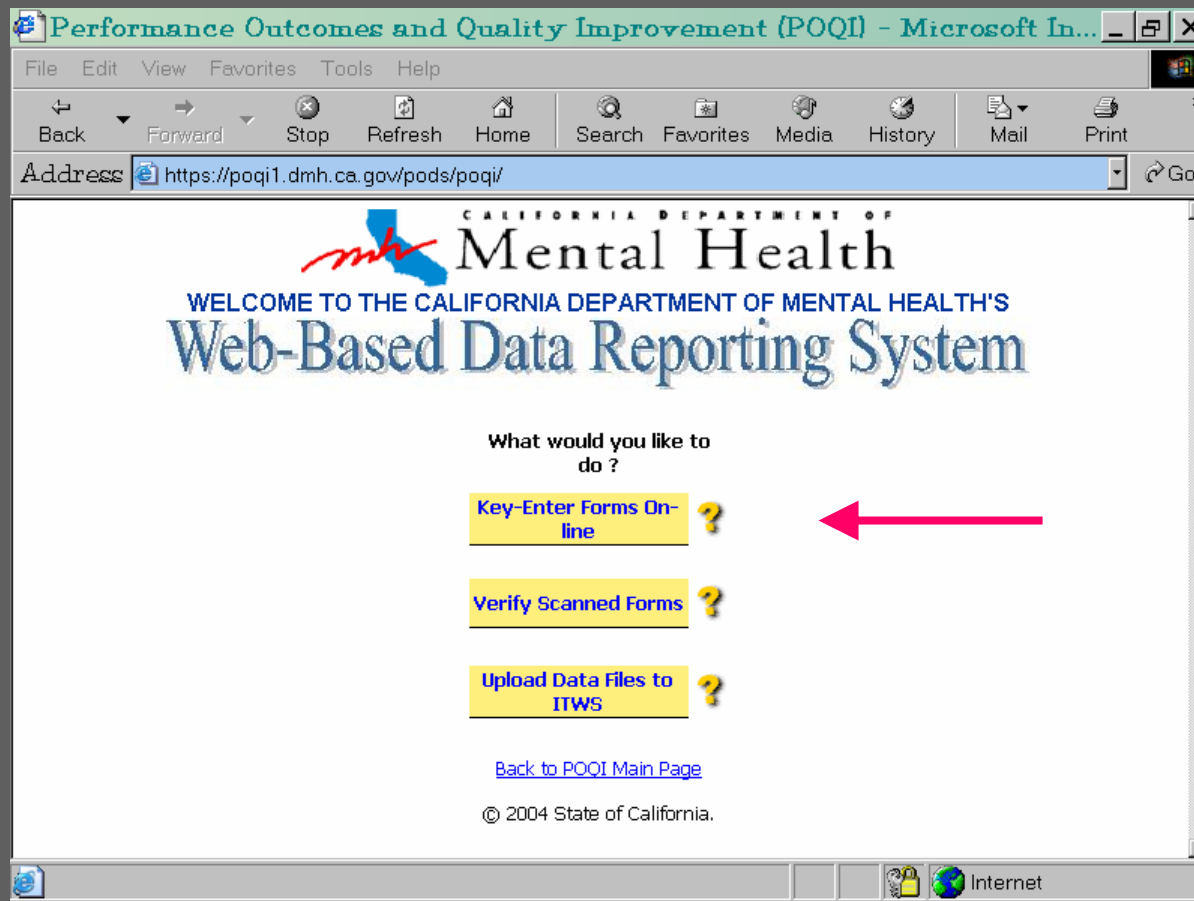 Performance Outcomes and Quality Improvement (POQI) - Microsoft In...
File Edit View Favorites Tools Help
Back Forward Stop Refresh Home Search Favorites Media History Mail Print
Address https://poqi1.dmh.ca.gov/pods/poqi/ Go
CALIFORNIA DEPARTMENT OF
mh Mental Health
WELCOME TO THE CALIFORNIA DEPARTMENT OF MENTAL HEALTH'S
Web-Based Data Reporting System
What would you like to
do ?
Key-Enter Forms On-
line
Verify Scanned Forms
Upload Data Files to
ITWS
Back to POQI Main Page
© 2004 State of California.
Internet